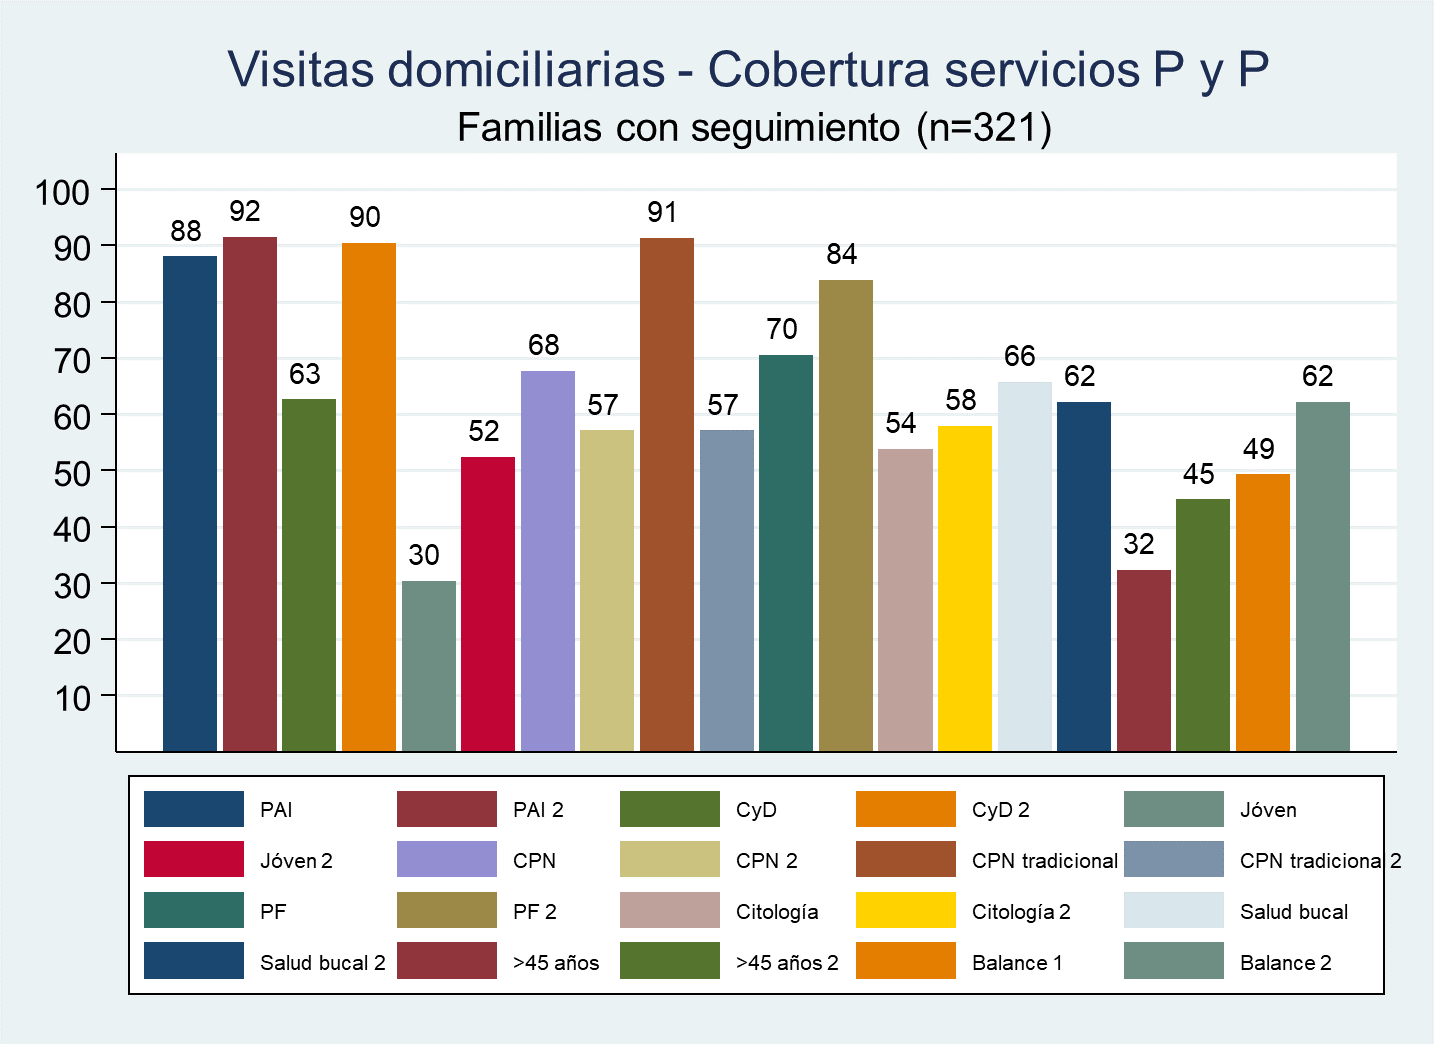 Visitas domiciliarias - Cobertura servicios P y P
Familias con seguimiento (n=321)
100
90
80
70
60
50
40
30
20
10
88
92
63
90
30
52
68
57
91
57
70
84
54
58
66
62
32
45
49
62
PAI
PAI 2
CyD
CyD 2
Jóven
Jóven 2
CPN
CPN 2
CPN tradicional
CPN tradicional 2
PF
PF 2
Citología
Citología 2
Salud bucal
Salud bucal 2
>45 años
>45 años 2
Balance 1
Balance 2